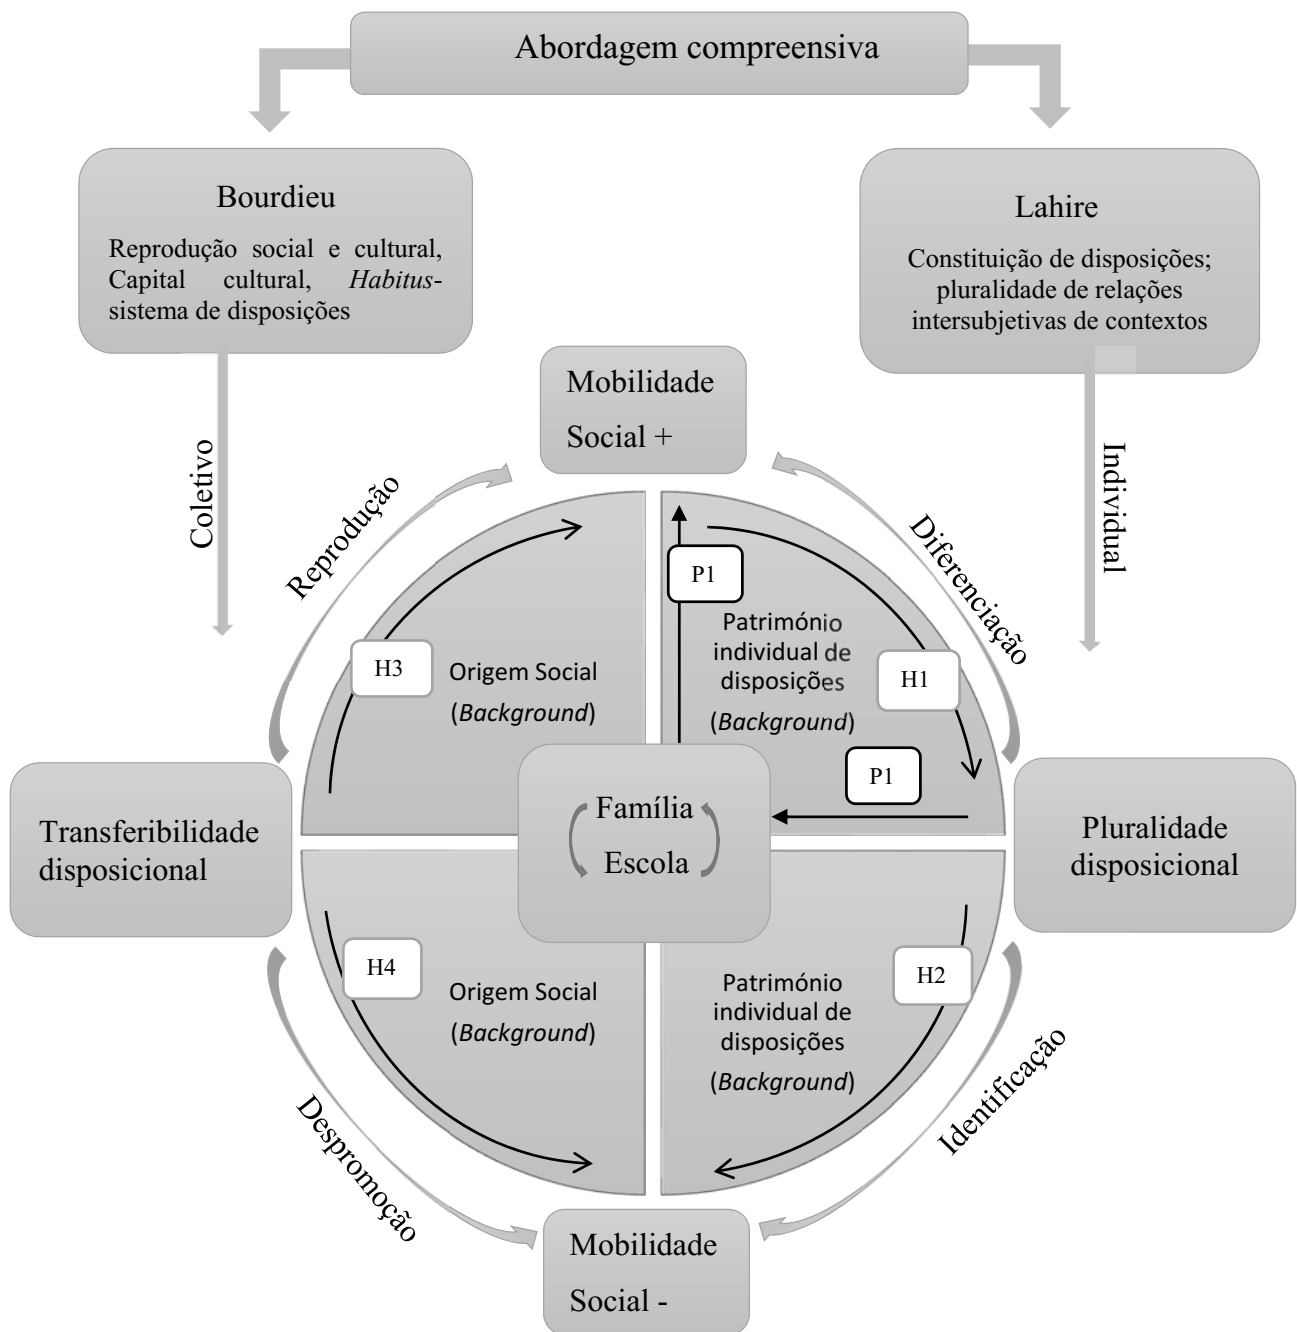 Abordagem compreensiva
Bourdieu
Reprodução social e cultural,
Capital cultural, Habitus-
sistema de disposições
Lahire
Constituição de disposições;
pluralidade de relações
intersubjetivas de contextos
Mobilidade
Social +
Coletivo
Individual
Reprodução
Diferenciação
P1
H3
Origem Social
(Background)
Património
individual de
disposições
(Background)
H1
P1
Família
Escola
Transferibilidade
disposicional
Pluralidade
disposicional
H4
Origem Social
(Background)
Património
individual de
disposições
(Background)
H2
Despromoção
Identificação
Mobilidade
Social -